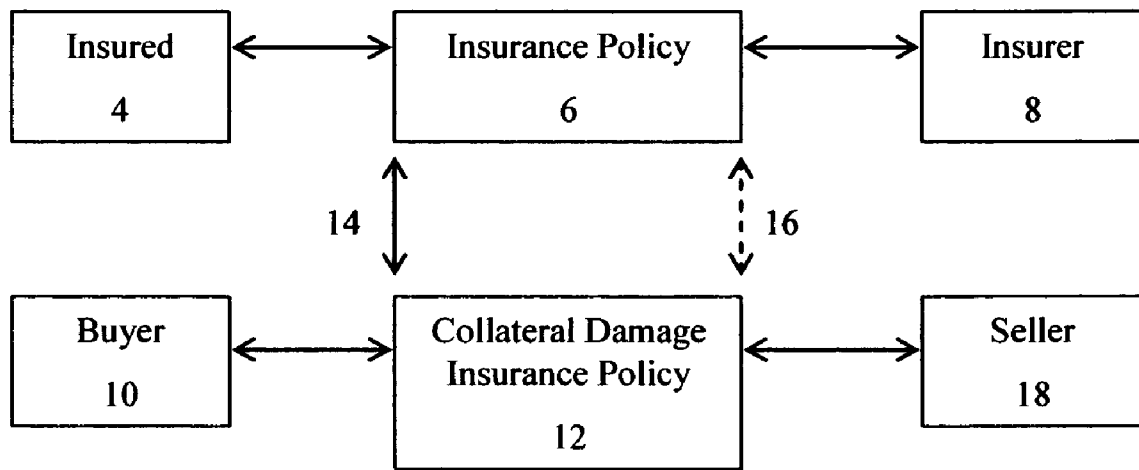 Insured
4
Insurance Policy
6
Insurer
8
14
16
Buyer
10
Collateral Damage
Insurance Policy
12
Seller
18